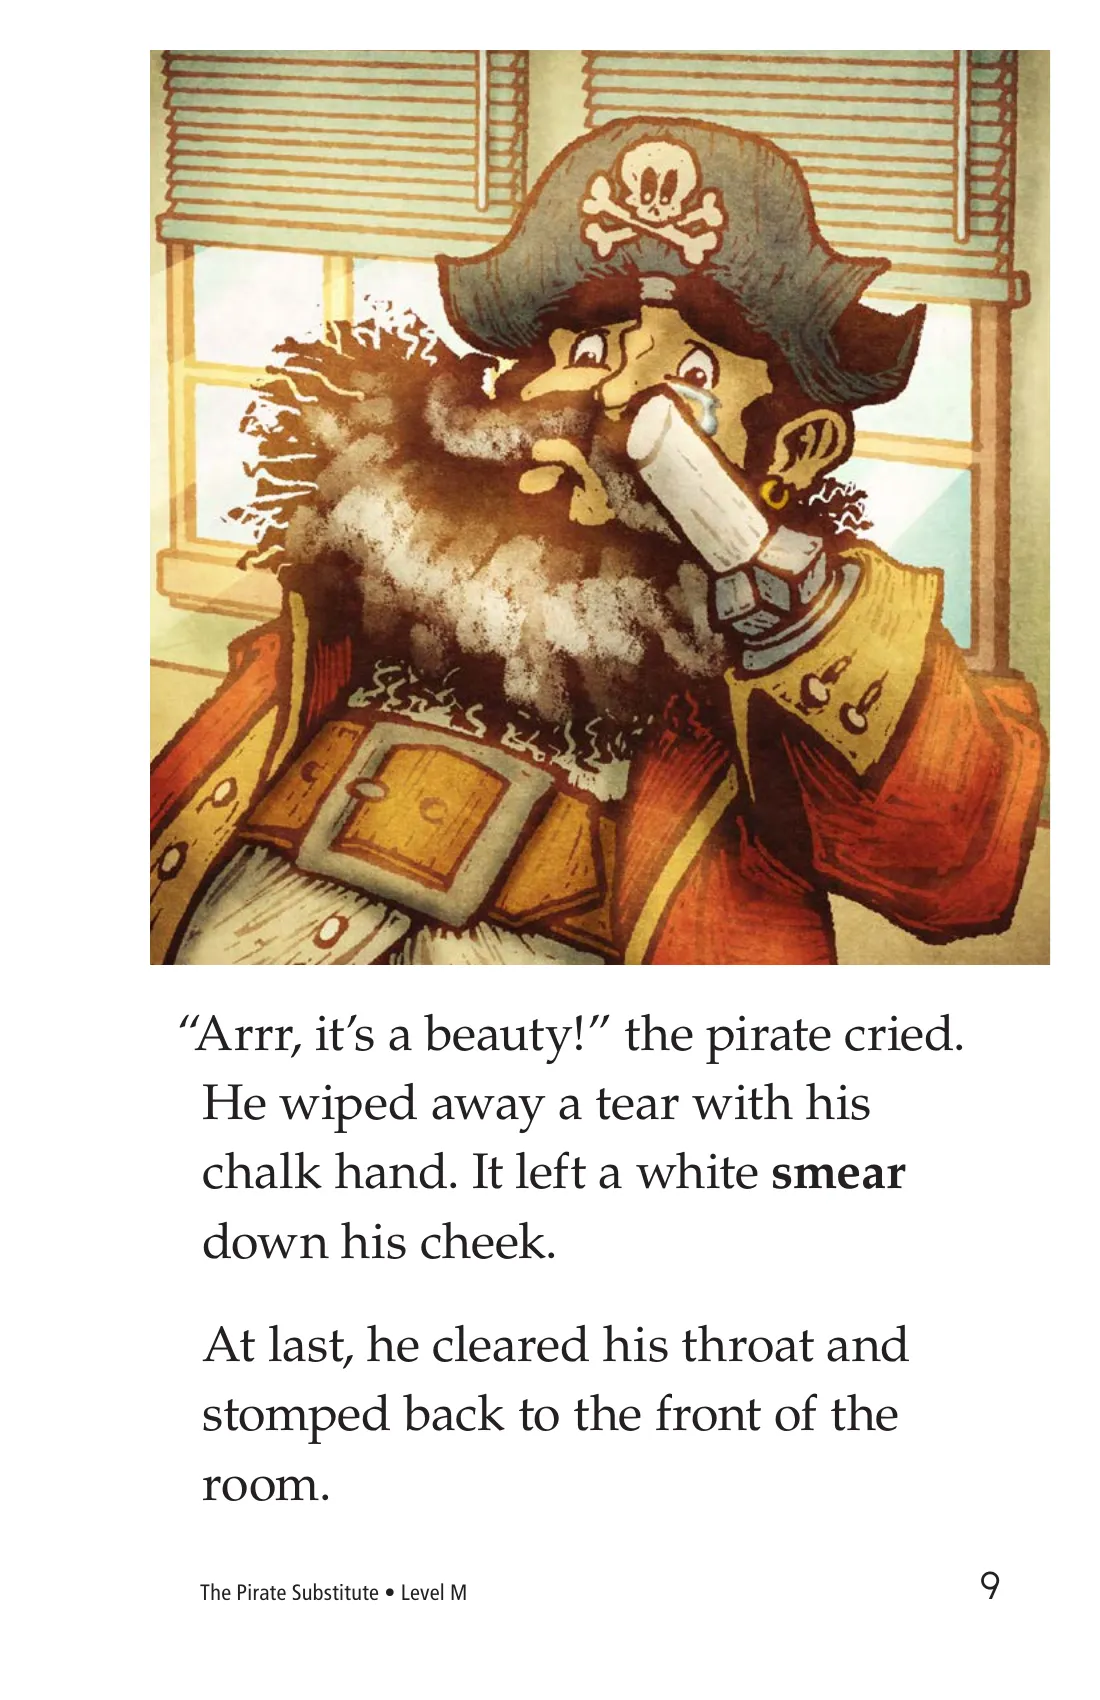 “Arrr, it’s a beauty!” the pirate cried.
He wiped away a tear with his
chalk hand. It left a white smear
down his cheek.
At last, he cleared his throat and
stomped back to the front of the
room.
The Pirate Substitute • Level M
9